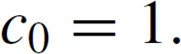 c₀ = 1.